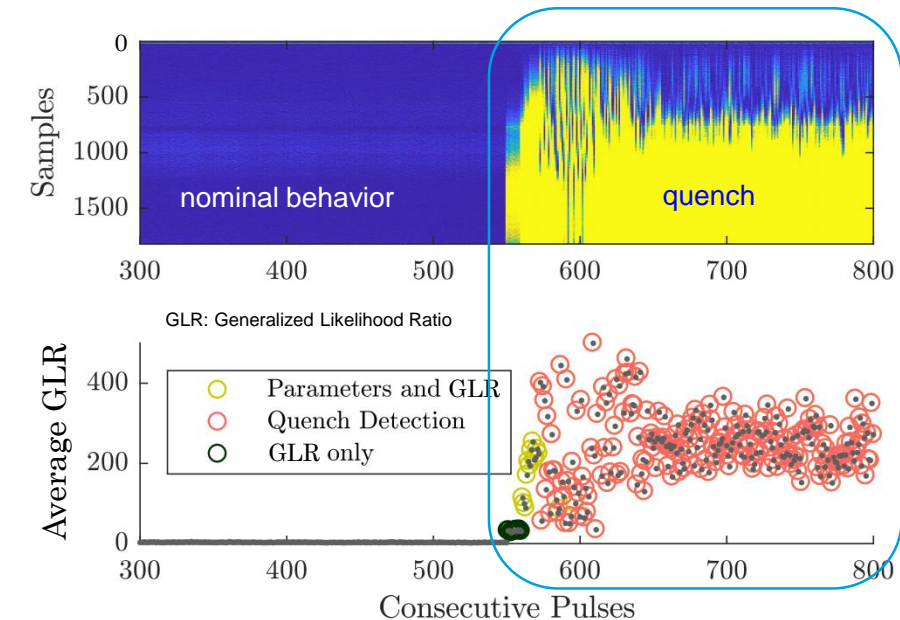 0
500
1000
1500
Samples
nominal behavior
quench
300 400 500 600 700 800
GLR: Generalized Likelihood Ratio
Average GLR
400
200
0
Parameters and GLR
Quench Detection
GLR only
300 400 500 600 700 800
Consecutive Pulses